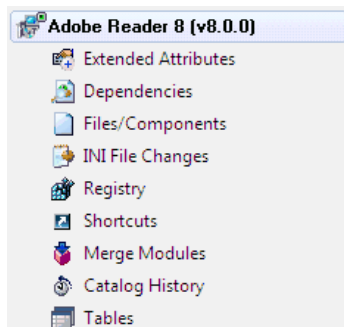 Adobe Reader 8 (v8.0.0)
Extended Attributes
Dependencies
Files/Components
INI File Changes
Registry
Shortcuts
Merge Modules
Catalog History
Tables